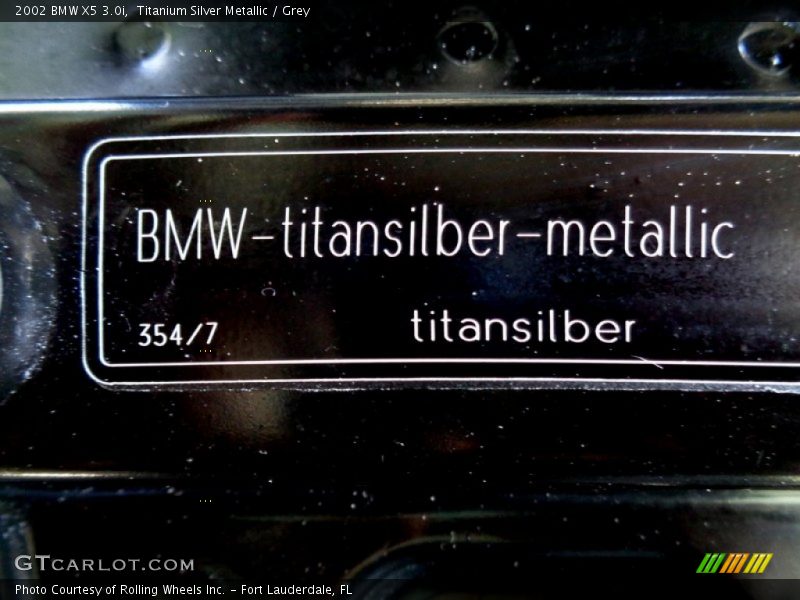 2002 BMW X5 3.0i,  Titanium Silver Metallic / Grey
BMW-titansilber-metallic
354/7 titansilber
GTCARLOT.COM
Photo Courtesy of Rolling Wheels Inc. - Fort Lauderdale, FL